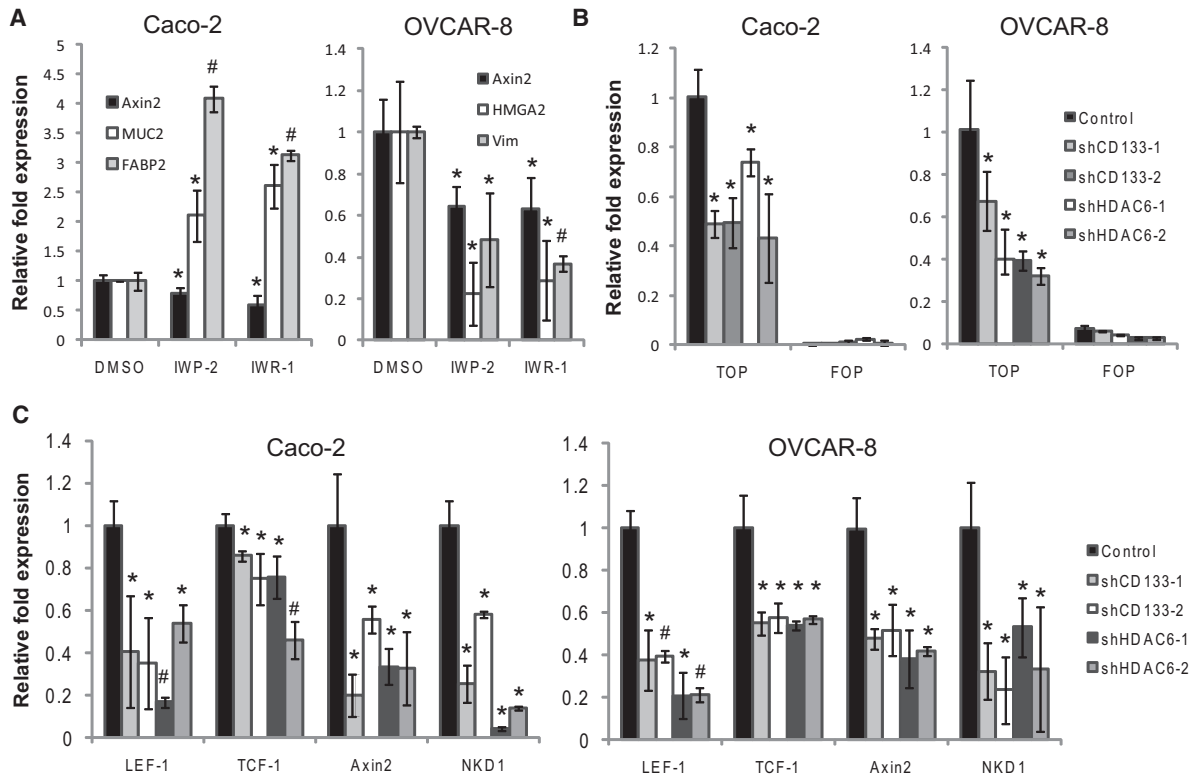 A
Caco-2
Relative fold expression
5
4.5
4
3.5
3
2.5
2
1.5
1
0.5
0
Axin2
MUC2
FABP2
* * #
* * #
DMSO IWP-2 IWR-1
OVCAR-8
1.4
1.2
1
0.8
0.6
0.4
0.2
0
Axin2
HMGA2
Vim
* * *
* * #
DMSO IWP-2 IWR-1
B
Caco-2
Relative fold expression
1.2
1
0.8
0.6
0.4
0.2
0
* * * *
TOP FOP
OVCAR-8
1.4
1.2
1
0.8
0.6
0.4
0.2
0
Control
shCD133-1
shCD133-2
shHDAC6-1
shHDAC6-2
* * * *
TOP FOP
C
Caco-2
Relative fold expression
1.4
1.2
1
0.8
0.6
0.4
0.2
0
* * # *
* * * #
* * * *
* * * *
LEF-1 TCF-1 Axin2 NKD1
OVCAR-8
1.4
1.2
1
0.8
0.6
0.4
0.2
0
* # * #
* * * *
* * * *
* * * *
LEF-1 TCF-1 Axin2 NKD1
Control
shCD133-1
shCD133-2
shHDAC6-1
shHDAC6-2